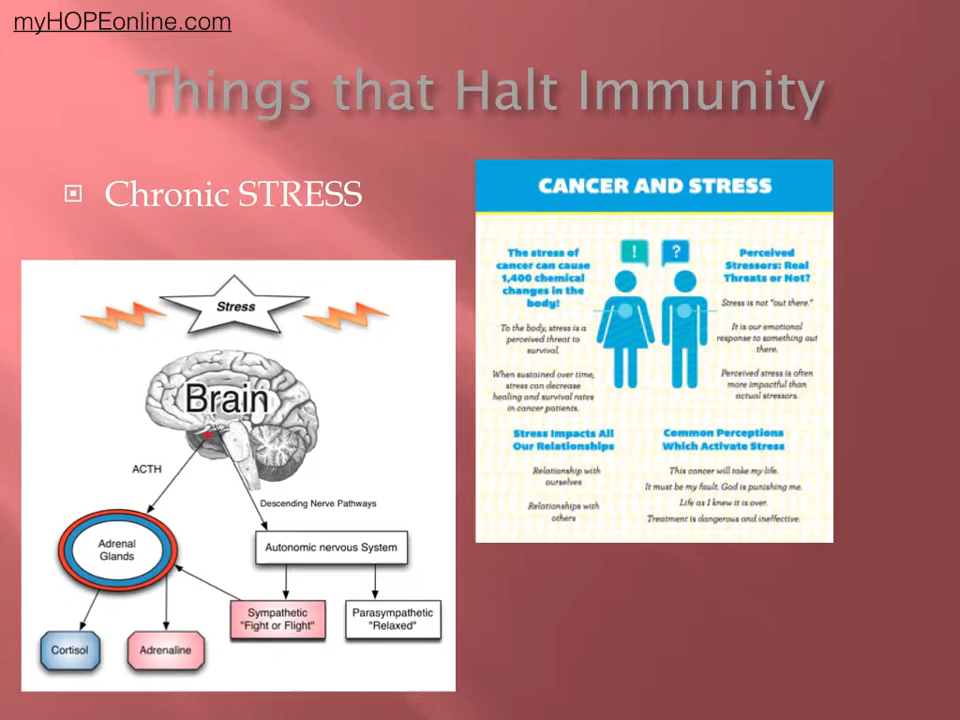 myHOPEonline.com
Things that Halt Immunity
Chronic STRESS
Stress
Brain
ACTH
Descending Nerve Pathways
Adrenal
Glands
Autonomic nervous System
Sympathetic
"Fight or Flight"
Parasympathetic
"Relaxed"
Cortisol
Adrenaline
CANCER AND STRESS
The stress of
cancer can cause
1,400 chemical
changes in the
body!
To the body, stress is a
perceived threat to
survival.
When sustained over time,
stress can decrease
healing and survival rates
in cancer patients.
!
?
Perceived
Stressors: Real
Threats or Not?
Stress is not "out there."
It is our emotional
response to something out
there.
Perceived stress is often
more impactful than
actual stressors.
Stress Impacts All
Our Relationships
Relationship with
ourselves
Relationships with
others
Common Perceptions
Which Activate Stress
This cancer will take my life.
It must be my fault. God is punishing me.
Life as I knew it is over.
Treatment is dangerous and ineffective.